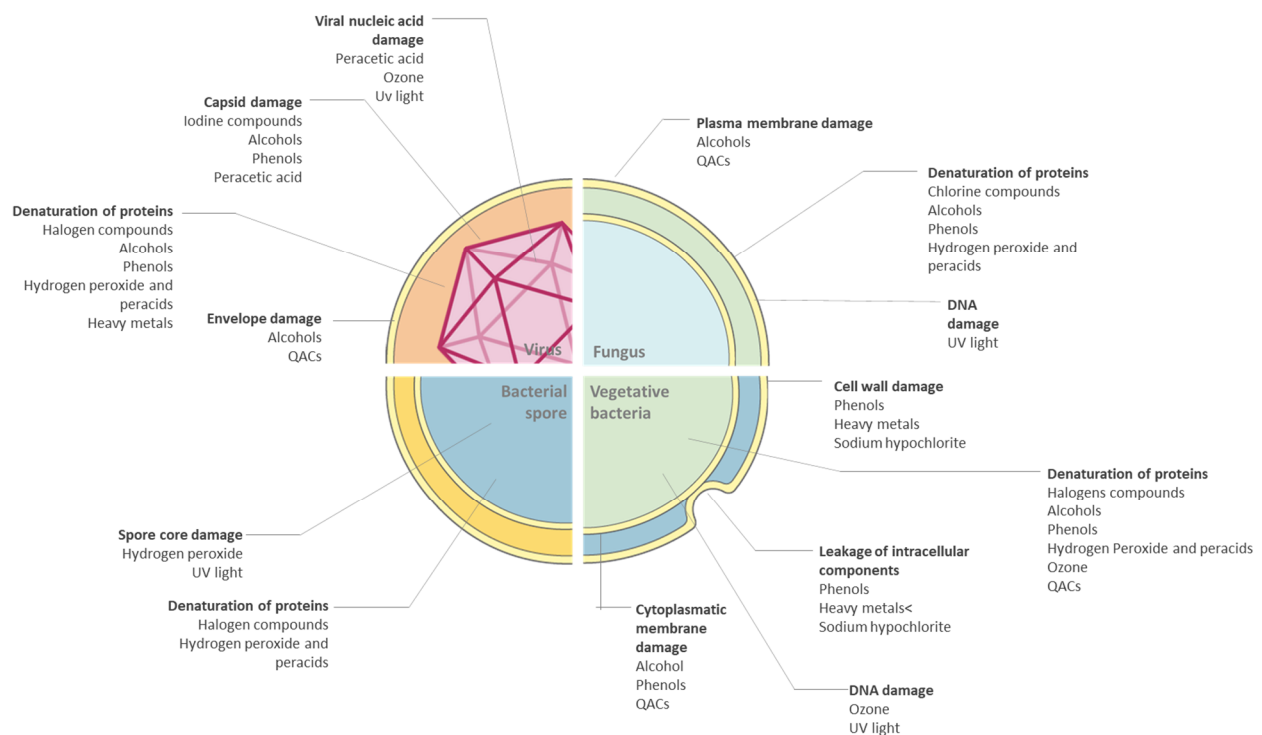 Viral nucleic acid
damage
Peracetic acid
Ozone
Uv light
Capsid damage
Iodine compounds
Alcohols
Phenols
Peracetic acid
Denaturation of proteins
Halogen compounds
Alcohols
Phenols
Hydrogen peroxide and
peracids
Heavy metals
Envelope damage
Alcohols
QACs
Virus
Plasma membrane damage
Alcohols
QACs
Denaturation of proteins
Chlorine compounds
Alcohols
Phenols
Hydrogen peroxide and
peracids
DNA
damage
UV light
Fungus
Bacterial
spore
Spore core damage
Hydrogen peroxide
UV light
Denaturation of proteins
Halogen compounds
Hydrogen peroxide and
peracids
Vegetative
bacteria
Cell wall damage
Phenols
Heavy metals
Sodium hypochlorite
Denaturation of proteins
Halogens compounds
Alcohols
Phenols
Hydrogen Peroxide and peracids
Ozone
QACs
Leakage of intracellular
components
Phenols
Heavy metals<
Sodium hypochlorite
Cytoplasmatic
membrane
damage
Alcohol
Phenols
QACs
DNA damage
Ozone
UV light